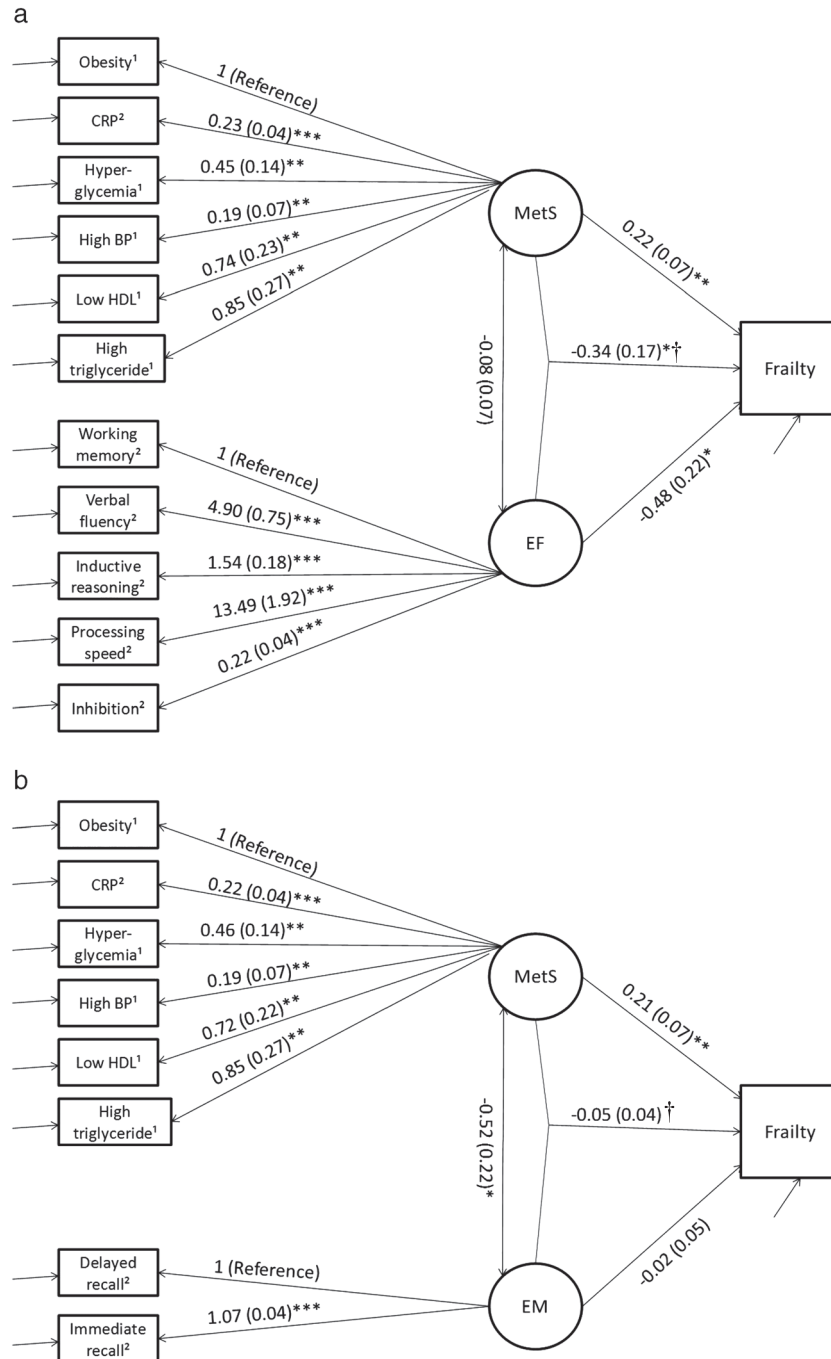 a
Obesity¹
1 (Reference)
CRP²
0.23 (0.04)***
Hyper-
glycemia¹
0.45 (0.14)**
High BP¹
0.19 (0.07)**
Low HDL¹
0.74 (0.23)**
High
triglyceride¹
0.85 (0.27)**
MetS
0.22 (0.07)**
-0.08 (0.07)
-0.34 (0.17)*†
Frailty
Working
memory²
1 (Reference)
Verbal
fluency²
4.90 (0.75)***
Inductive
reasoning²
1.54 (0.18)***
Processing
speed²
13.49 (1.92)***
Inhibition²
0.22 (0.04)***
EF
-0.48 (0.22)*
b
Obesity¹
1 (Reference)
CRP²
0.22 (0.04)***
Hyper-
glycemia¹
0.46 (0.14)**
High BP¹
0.19 (0.07)**
Low HDL¹
0.72 (0.22)**
High
triglyceride¹
0.85 (0.27)**
MetS
0.21 (0.07)**
-0.52 (0.22)*
-0.05 (0.04)†
Frailty
Delayed
recall²
1 (Reference)
Immediate
recall²
1.07 (0.04)***
EM
-0.02 (0.05)